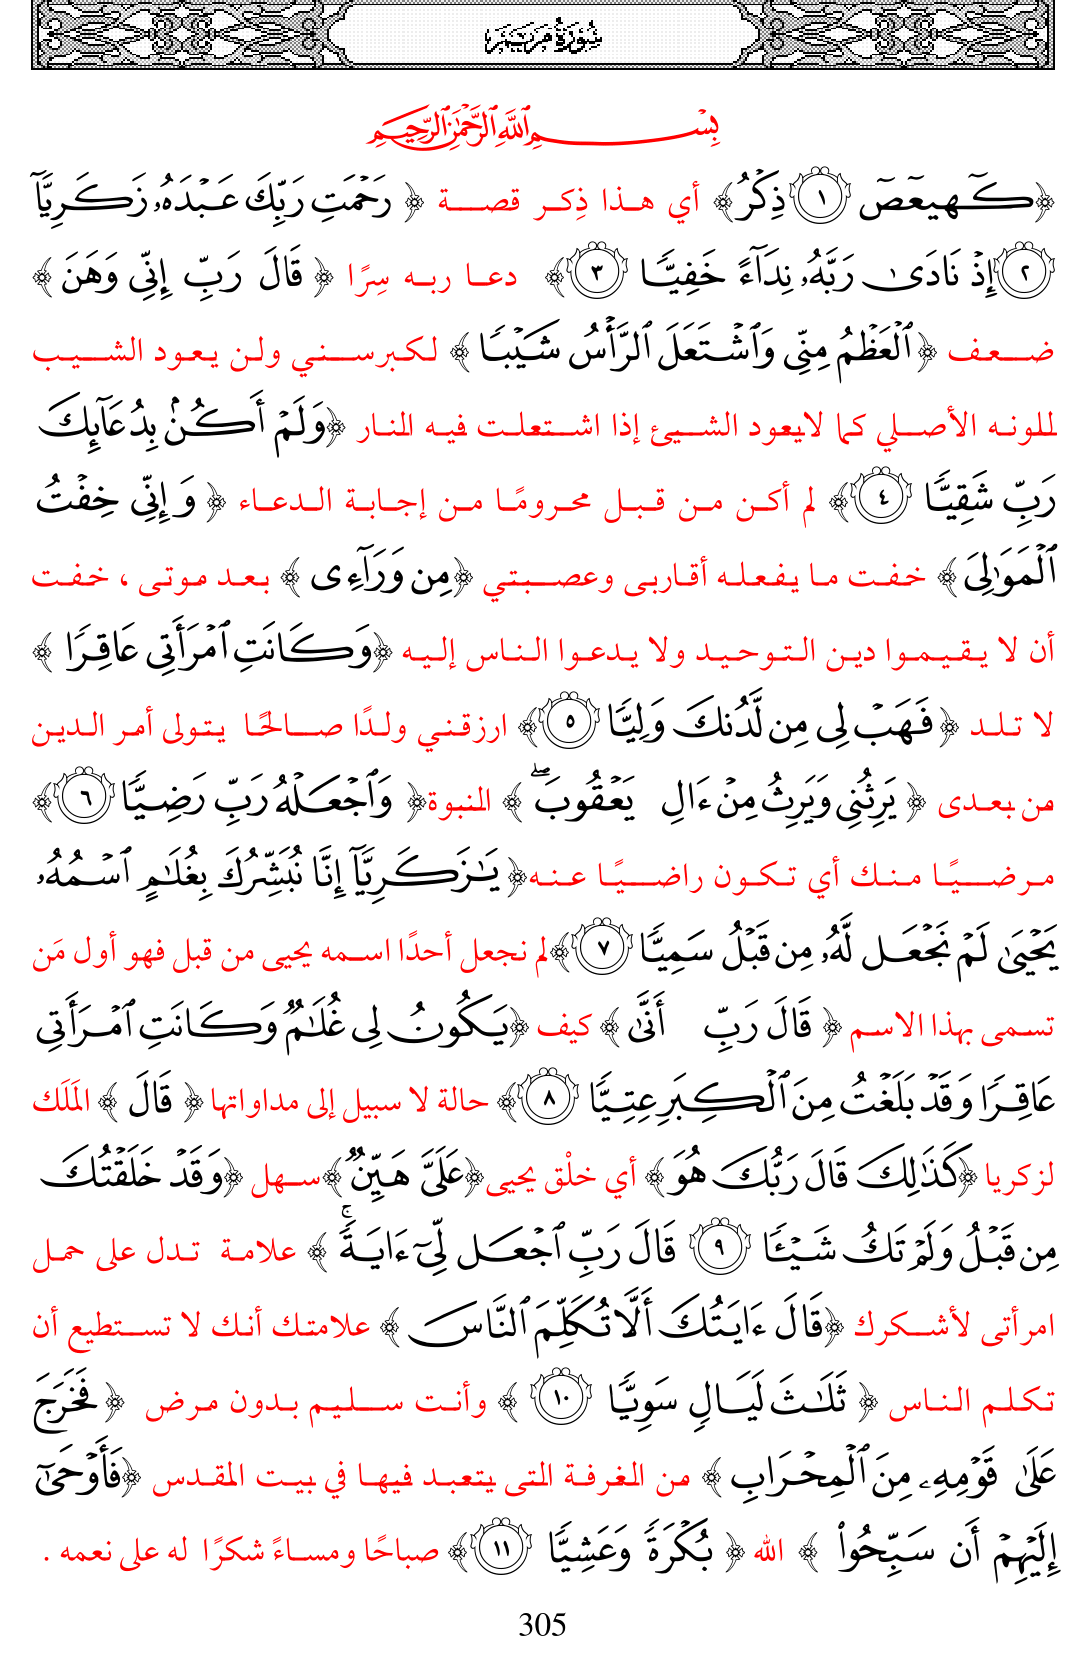 سُورَةُ مَرۡيَمَ
بِسۡمِ ٱللَّهِ ٱلرَّحۡمَٰنِ ٱلرَّحِيمِ
﴿كٓهيعٓصٓ ١ ذِكۡرُ﴾ أي هذا ذِكر قصة ﴿ رَحۡمَتِ رَبِّكَ عَبۡدَهُۥ زَكَرِيَّآ
٢ إِذۡ نَادَىٰ رَبَّهُۥ نِدَآءً خَفِيّٗا ٣ ﴾ دعا ربه سِرًا ﴿ قَالَ رَبِّ إِنِّي وَهَنَ ﴾
ضعف ﴿ٱلۡعَظۡمُ مِنِّي وَٱشۡتَعَلَ ٱلرَّأۡسُ شَيۡبٗا ﴾ لكبرسني ولن يعود الشيب
للونه الأصلي كما لايعود الشيئ إذا اشتعلت فيه النار ﴿وَلَمۡ أَكُنۢ بِدُعَآئِكَ
رَبِّ شَقِيّٗا ٤ ﴾ لم أكن من قبل محرومًا من إجابة الدعاء ﴿ وَإِنِّي خِفۡتُ
ٱلۡمَوَٰلِيَ ﴾ خفت ما يفعله أقاربى وعصبتي ﴿مِن وَرَآءِي ﴾ بعد موتى ، خفت
أن لا يقيموا دين التوحيد ولا يدعوا الناس إليه ﴿وَكَانَتِ ٱمۡرَأَتِي عَاقِرٗا ﴾
لا تلد ﴿ فَهَبۡ لِي مِن لَّدُنكَ وَلِيّٗا ٥ ﴾ ارزقني ولدًا صالحًا يتولى أمر الدين
من بعدى ﴿ يَرِثُنِي وَيَرِثُ مِنۡ ءَالِ يَعۡقُوبَۖ ﴾ النبوة﴿ وَٱجۡعَلۡهُ رَبِّ رَضِيّٗا ٦ ﴾
مرضيًا منك أي تكون راضيًا عنه﴿ يَٰزَكَرِيَّآ إِنَّا نُبَشِّرُكَ بِغُلَٰمٍ ٱسۡمُهُۥ
يَحۡيَىٰ لَمۡ نَجۡعَل لَّهُۥ مِن قَبۡلُ سَمِيّٗا ٧ ﴾لم نجعل أحدًا اسمه يحيى من قبل فهو أول مَن
تسمى بهذا الاسم ﴿ قَالَ رَبِّ أَنَّىٰ ﴾ كيف ﴿يَكُونُ لِي غُلَٰمٞ وَكَانَتِ ٱمۡرَأَتِي
عَاقِرٗا وَقَدۡ بَلَغۡتُ مِنَ ٱلۡكِبَرِ عِتِيّٗا ٨ ﴾ حالة لا سبيل إلى مداواتها ﴿ قَالَ ﴾ المَلَك
لزكريا ﴿كَذَٰلِكَ قَالَ رَبُّكَ هُوَ ﴾ أي خلْق يحيى﴿عَلَيَّ هَيِّنٞ ﴾سهل ﴿وَقَدۡ خَلَقۡتُكَ
مِن قَبۡلُ وَلَمۡ تَكُ شَيۡـٔٗا ٩ قَالَ رَبِّ ٱجۡعَل لِّيٓ ءَايَةٗۚ ﴾ علامة تدل على حمل
امرأتى لأشكرك ﴿قَالَ ءَايَتُكَ أَلَّا تُكَلِّمَ ٱلنَّاسَ ﴾ علامتك أنك لا تستطيع أن
تكلم الناس ﴿ ثَلَٰثَ لَيَالٖ سَوِيّٗا ١٠ ﴾ وأنت سليم بدون مرض ﴿ فَخَرَجَ
عَلَىٰ قَوۡمِهِۦ مِنَ ٱلۡمِحۡرَابِ ﴾ من الغرفة التى يتعبد فيها في بيت المقدس ﴿فَأَوۡحَىٰٓ
إِلَيۡهِمۡ أَن سَبِّحُواْ ﴾ الله ﴿ بُكۡرَةٗ وَعَشِيّٗا ١١ ﴾ صباحًا ومساءً شكرًا له على نعمه .
305